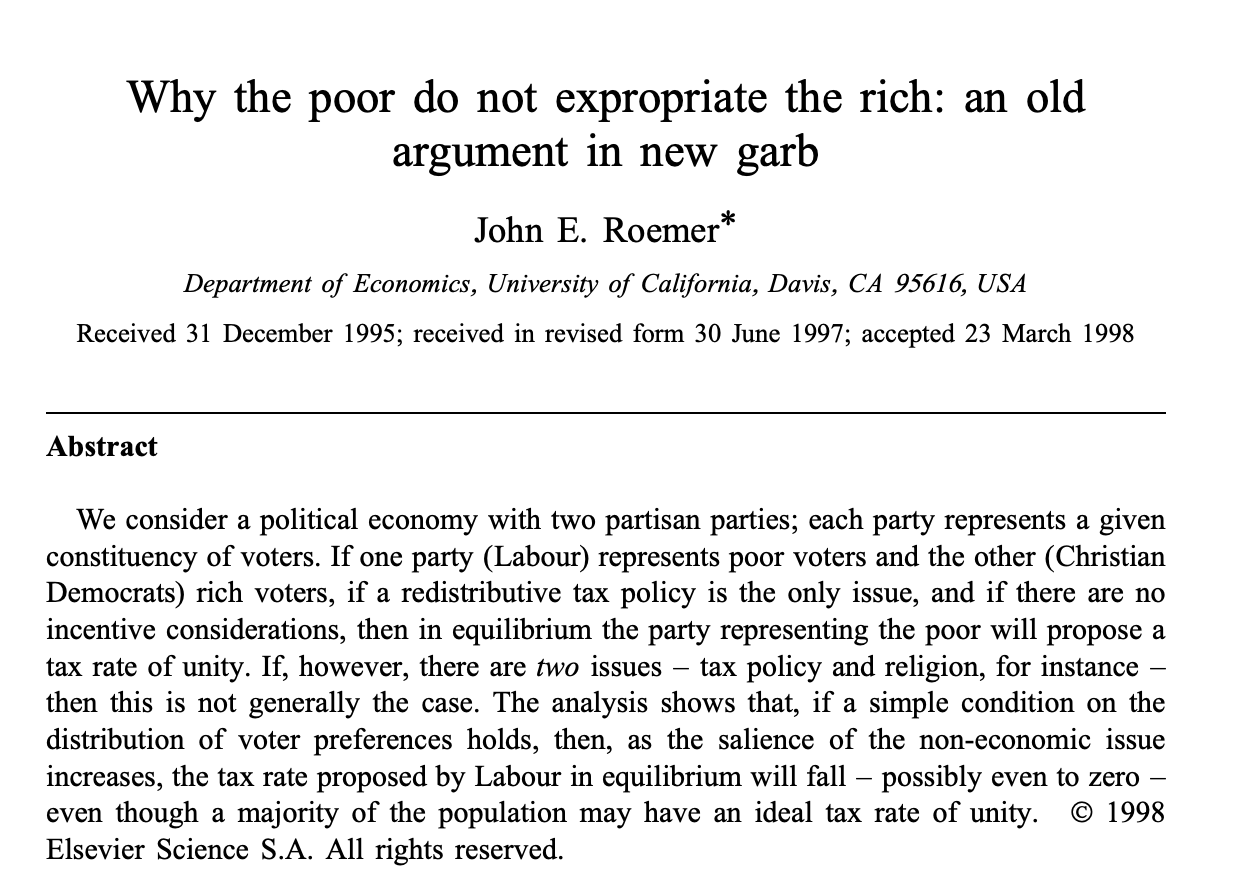 Why the poor do not expropriate the rich: an old
argument in new garb
John E. Roemer*
Department of Economics, University of California, Davis, CA 95616, USA
Received 31 December 1995; received in revised form 30 June 1997; accepted 23 March 1998
Abstract
We consider a political economy with two partisan parties; each party represents a given
constituency of voters. If one party (Labour) represents poor voters and the other (Christian
Democrats) rich voters, if a redistributive tax policy is the only issue, and if there are no
incentive considerations, then in equilibrium the party representing the poor will propose a
tax rate of unity. If, however, there are two issues – tax policy and religion, for instance –
then this is not generally the case. The analysis shows that, if a simple condition on the
distribution of voter preferences holds, then, as the salience of the non-economic issue
increases, the tax rate proposed by Labour in equilibrium will fall – possibly even to zero –
even though a majority of the population may have an ideal tax rate of unity. © 1998
Elsevier Science S.A. All rights reserved.